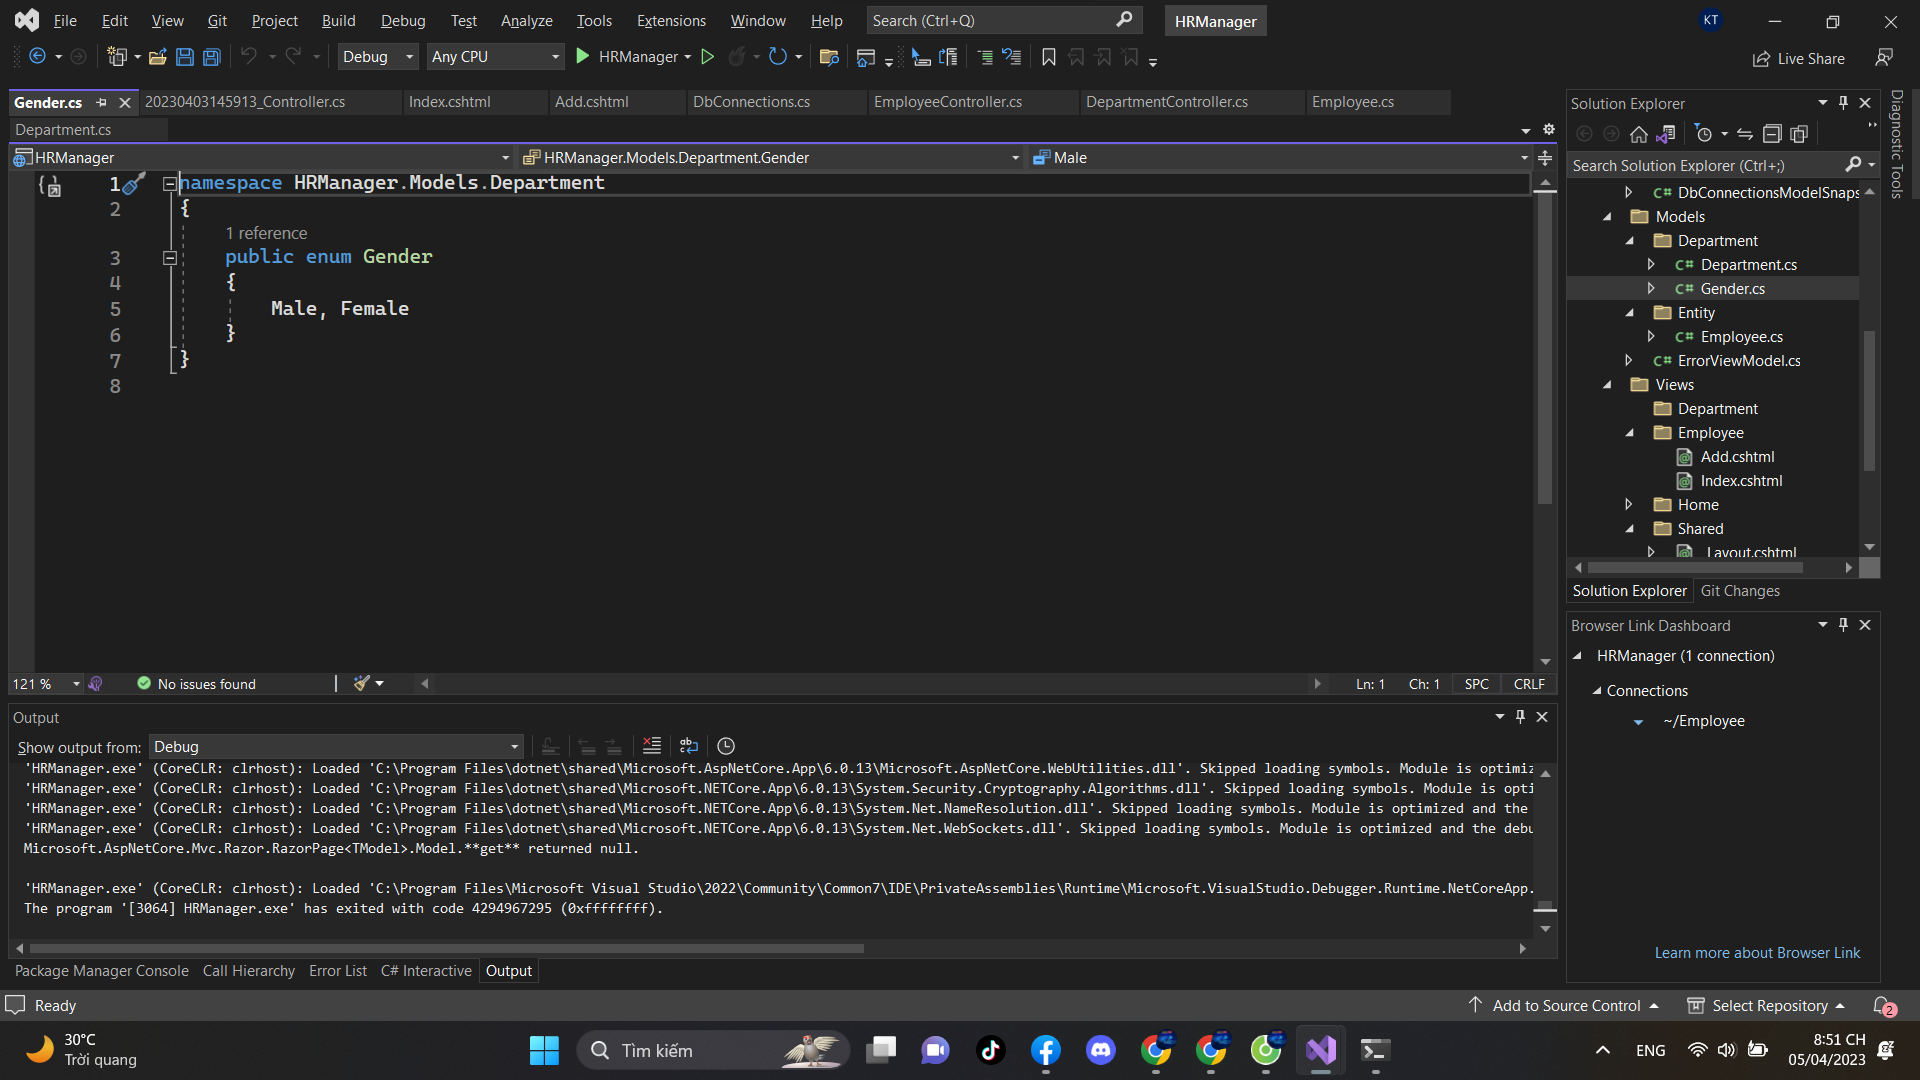 File Edit View Git Project Build Debug Test Analyze Tools Extensions Window Help Search (Ctrl+Q) HRManager KT
Debug Any CPU HRManager Live Share
Gender.cs 20230403145913_Controller.cs Index.cshtml Add.cshtml DbConnections.cs EmployeeController.cs DepartmentController.cs Employee.cs
Department.cs
HRManager HRManager.Models.Department.Gender Male
1 namespace HRManager.Models.Department
2 {
1 reference
3 public enum Gender
4 {
5 Male, Female
6 }
7 }
8
121 % No issues found Ln: 1 Ch: 1 SPC CRLF
Output
Show output from: Debug
'HRManager.exe' (CoreCLR: clrhost): Loaded 'C:\Program Files\dotnet\shared\Microsoft.AspNetCore.App\6.0.13\Microsoft.AspNetCore.WebUtilities.dll'. Skipped loading symbols. Module is optimiz
'HRManager.exe' (CoreCLR: clrhost): Loaded 'C:\Program Files\dotnet\shared\Microsoft.NETCore.App\6.0.13\System.Security.Cryptography.Algorithms.dll'. Skipped loading symbols. Module is opti
'HRManager.exe' (CoreCLR: clrhost): Loaded 'C:\Program Files\dotnet\shared\Microsoft.NETCore.App\6.0.13\System.Net.NameResolution.dll'. Skipped loading symbols. Module is optimized and the
'HRManager.exe' (CoreCLR: clrhost): Loaded 'C:\Program Files\dotnet\shared\Microsoft.NETCore.App\6.0.13\System.Net.WebSockets.dll'. Skipped loading symbols. Module is optimized and the debu
Microsoft.AspNetCore.Mvc.Razor.RazorPage<TModel>.Model.**get** returned null.
'HRManager.exe' (CoreCLR: clrhost): Loaded 'C:\Program Files\Microsoft Visual Studio\2022\Community\Common7\IDE\PrivateAssemblies\Runtime\Microsoft.VisualStudio.Debugger.Runtime.NetCoreApp.
The program '[3064] HRManager.exe' has exited with code 4294967295 (0xffffffff).
Package Manager Console Call Hierarchy Error List C# Interactive Output
Solution Explorer
Search Solution Explorer (Ctrl+;)
C# DbConnectionsModelSnaps
Models
Department
C# Department.cs
C# Gender.cs
Entity
C# Employee.cs
C# ErrorViewModel.cs
Views
Department
Employee
Add.cshtml
Index.cshtml
Home
Shared
_Layout.cshtml
Solution Explorer Git Changes
Browser Link Dashboard
HRManager (1 connection)
Connections
~/Employee
Learn more about Browser Link
Diagnostic Tools
Ready Add to Source Control Select Repository 2
30°C
Trời quang
Tìm kiếm
ENG
8:51 CH
05/04/2023